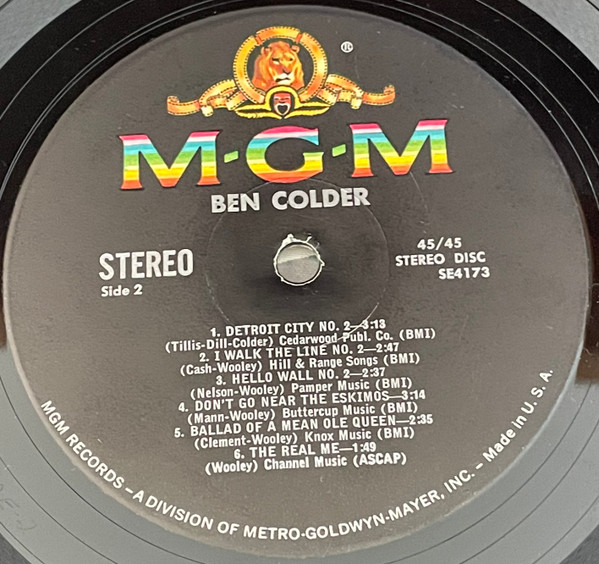 ®
M·G·M
BEN COLDER
STEREO
Side 2
45/45
STEREO DISC
SE4173
1. DETROIT CITY NO. 2—3:13
(Tillis-Dill-Colder) Cedarwood Publ. Co. (BMI)
2. I WALK THE LINE NO. 2—2:47
(Cash-Wooley) Hill & Range Songs (BMI)
3. HELLO WALL NO. 2—2:37
(Nelson-Wooley) Pamper Music (BMI)
4. DON'T GO NEAR THE ESKIMOS—3:14
(Mann-Wooley) Buttercup Music (BMI)
5. BALLAD OF A MEAN OLE QUEEN—2:35
(Clement-Wooley) Knox Music (BMI)
6. THE REAL ME—1:49
(Wooley) Channel Music (ASCAP)
MGM RECORDS – A DIVISION OF METRO-GOLDWYN-MAYER, INC. – Made in U. S. A.